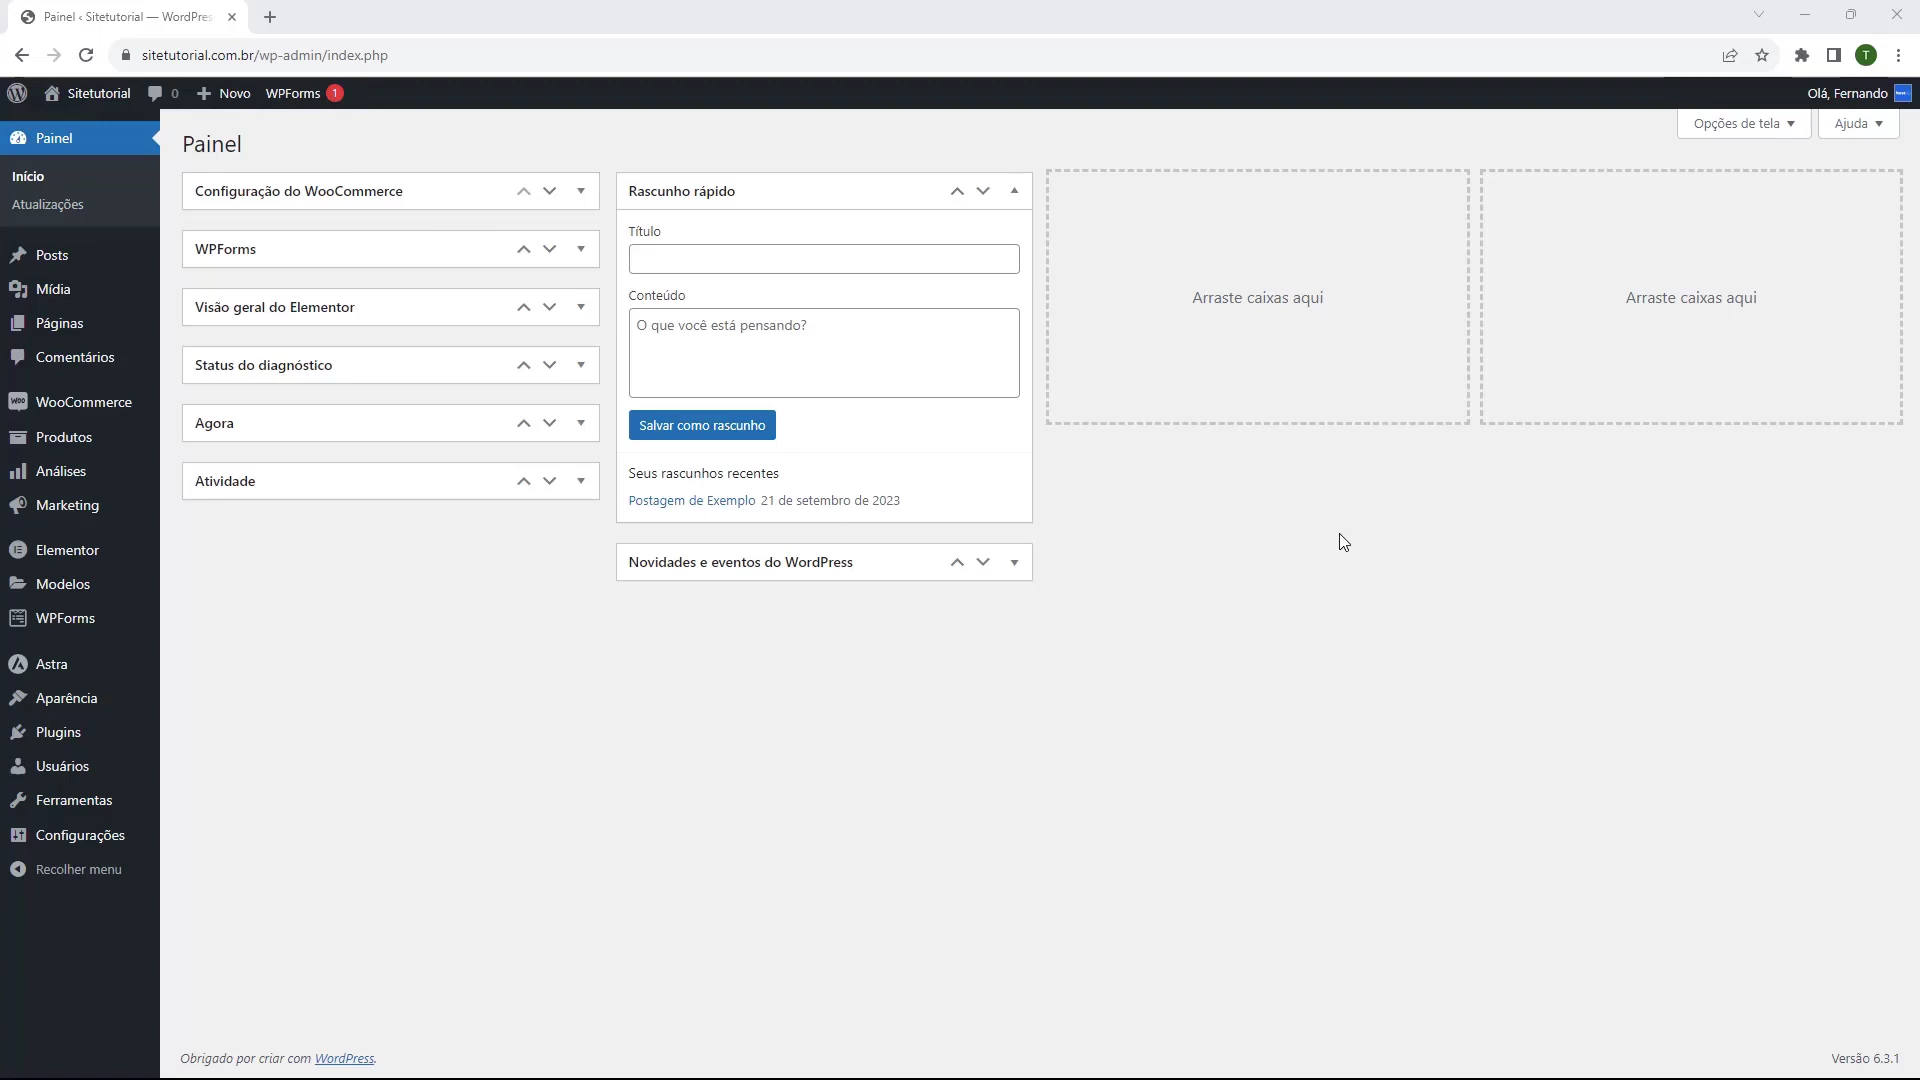 Painel ‹ Sitetutorial — WordPres
sitetutorial.com.br/wp-admin/index.php
T
Sitetutorial
0
Novo
WPForms 1
Olá, Fernando
Painel
Início
Atualizações
Posts
Mídia
Páginas
Comentários
WooCommerce
Produtos
Análises
Marketing
Elementor
Modelos
WPForms
Astra
Aparência
Plugins
Usuários
Ferramentas
Configurações
Recolher menu
Opções de tela
Ajuda
Painel
Configuração do WooCommerce
WPForms
Visão geral do Elementor
Status do diagnóstico
Agora
Atividade
Rascunho rápido
Título
Conteúdo
O que você está pensando?
Salvar como rascunho
Seus rascunhos recentes
Postagem de Exemplo 21 de setembro de 2023
Novidades e eventos do WordPress
Arraste caixas aqui
Arraste caixas aqui
Obrigado por criar com WordPress.
Versão 6.3.1